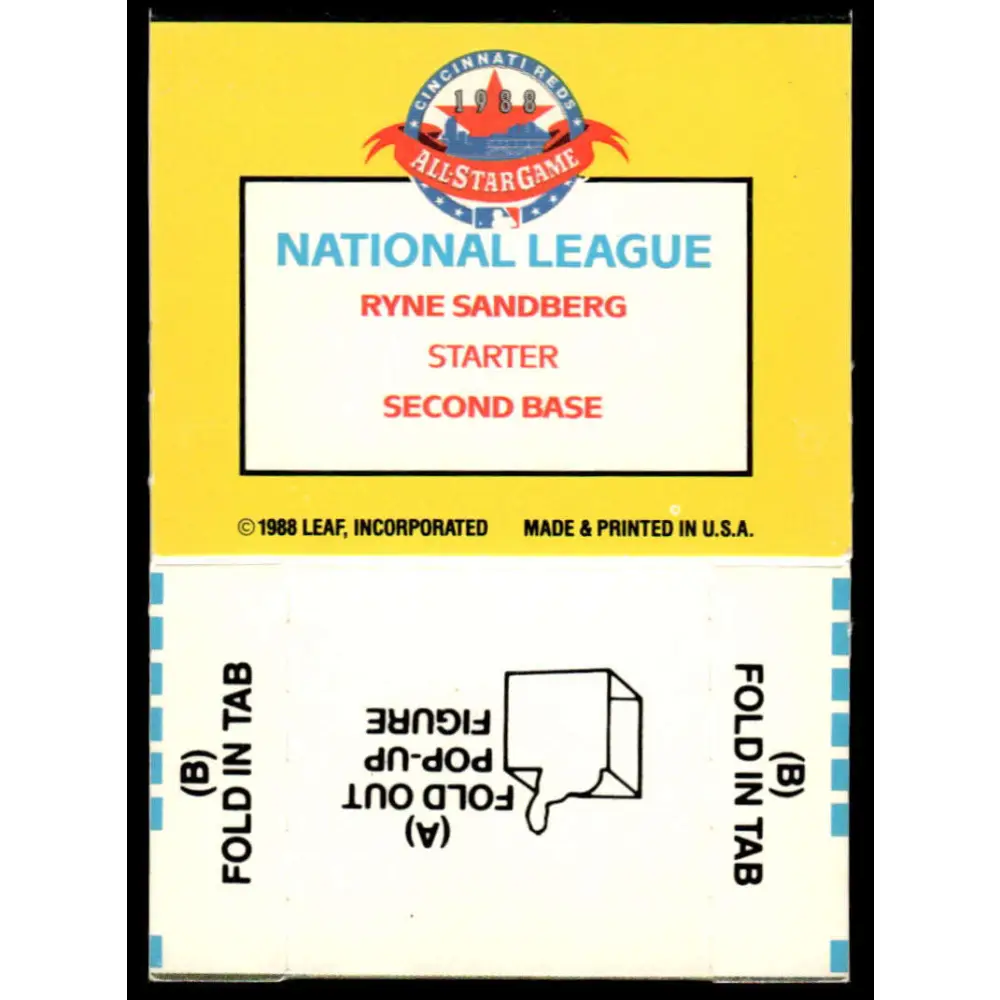 CINCINNATI REDS
1988
ALL-STAR GAME
NATIONAL LEAGUE
RYNE SANDBERG
STARTER
SECOND BASE
© 1988 LEAF, INCORPORATED MADE & PRINTED IN U.S.A.
(B)
FOLD IN TAB
(A)
FOLD OUT
POP-UP
FIGURE
(B)
FOLD IN TAB